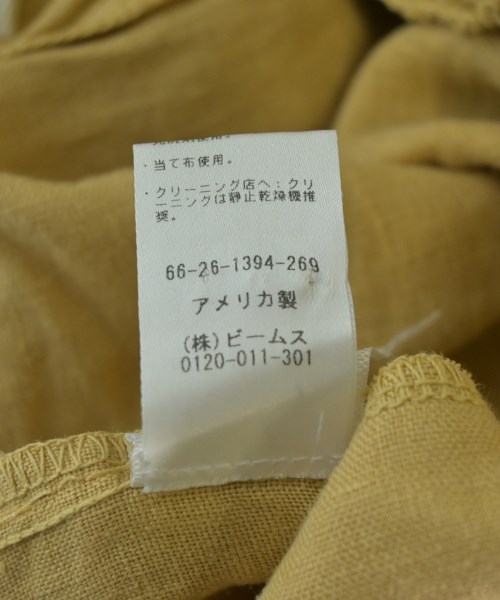 ・当て布使用。
・クリーニング店へ：クリ
ーニングは静止乾燥機推
奨。
66-26-1394-269
アメリカ製
(株)ビームス
0120-011-301